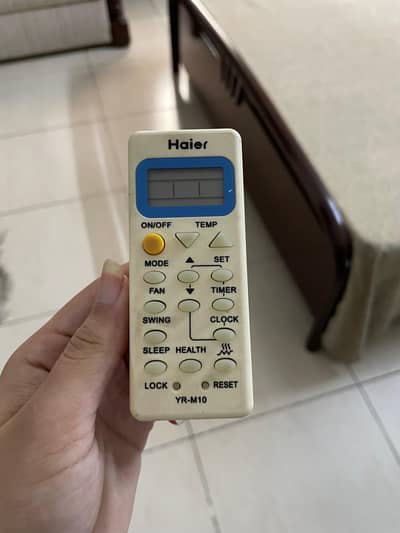 Haier
ON/OFF TEMP
MODE SET
FAN TIMER
SWING CLOCK
SLEEP HEALTH
LOCK RESET
YR-M10